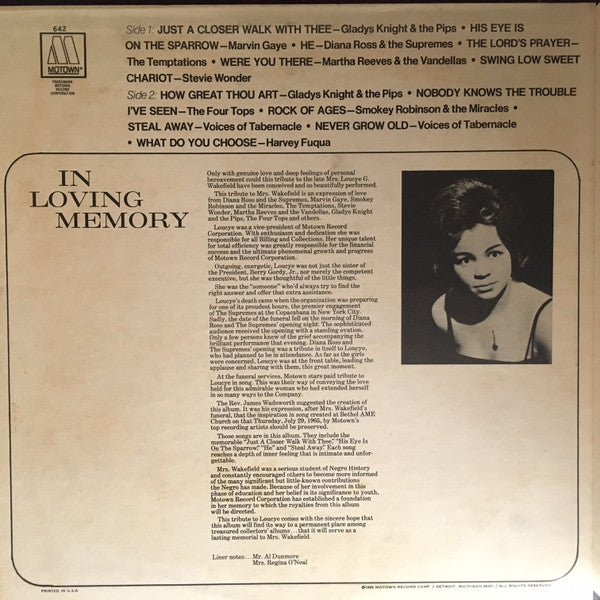 642
MOTOWN®
TRADEMARK
MOTOWN
RECORD
CORPORATION
Side 1: JUST A CLOSER WALK WITH THEE—Gladys Knight & the Pips • HIS EYE IS
ON THE SPARROW—Marvin Gaye • HE—Diana Ross & the Supremes • THE LORD'S PRAYER—
The Temptations • WERE YOU THERE—Martha Reeves & the Vandellas • SWING LOW SWEET
CHARIOT—Stevie Wonder
Side 2: HOW GREAT THOU ART—Gladys Knight & the Pips • NOBODY KNOWS THE TROUBLE
I'VE SEEN—The Four Tops • ROCK OF AGES—Smokey Robinson & the Miracles •
STEAL AWAY—Voices of Tabernacle • NEVER GROW OLD—Voices of Tabernacle
• WHAT DO YOU CHOOSE—Harvey Fuqua
IN
LOVING
MEMORY
Only with genuine love and deep feelings of personal
bereavement could this tribute to the late Mrs. Loucye G.
Wakefield have been conceived and so beautifully performed.
This tribute to Mrs. Wakefield is an expression of love
from Diana Ross and the Supremes, Marvin Gaye, Smokey
Robinson and the Miracles, The Temptations, Stevie
Wonder, Martha Reeves and the Vandellas, Gladys Knight
and the Pips, The Four Tops and others.
Loucye was a vice-president of Motown Record
Corporation. With enthusiasm and dedication she was
responsible for all Billing and Collections. Her unique talent
for total efficiency was greatly responsible for the financial
success and the ultimate phenomenal growth and progress
of Motown Record Corporation.
Outgoing, energetic, Loucye was not just the sister of
the President, Berry Gordy, Jr., nor merely the competent
executive, but she was thoughtful of the little things.
She was the "someone" who'd always try to find the
right answer and offer that extra assistance.
Loucye's death came when the organization was preparing
for one of its proudest hours, the premier engagement
of The Supremes at the Copacabana in New York City.
Sadly, the date of the funeral fell on the morning of Diana
Ross and The Supremes' opening night. The sophisticated
audience received the opening with a standing ovation.
Only a few persons knew of the grief accompanying the
brilliant performance that evening. Diana Ross and
The Supremes' opening was a tribute in itself to Loucye,
who had planned to be in attendance. As far as the girls
were concerned, Loucye was at the front table, leading the
applause and sharing with them, this great moment.
At the funeral services, Motown stars paid tribute to
Loucye in song. This was their way of conveying the love
held for this admirable woman who had extended herself
in so many ways to the Company.
The Rev. James Wadsworth suggested the creation of
this album. It was his expression, after Mrs. Wakefield's
funeral, that the inspiration in song created at Bethel AME
Church on that Thursday, July 29, 1965, by Motown's
top recording artists should be preserved.
Those songs are in this album. They include the
memorable "Just A Closer Walk With Thee," "His Eye Is
On The Sparrow," "He" and "Steal Away." Each song
reaches a depth of inner feeling that is intimate and unfor-
gettable.
Mrs. Wakefield was a serious student of Negro History
and constantly encouraged others to become more informed
of the many significant but little-known contributions
the Negro has made. Because of her involvement in this
phase of education and her belief in its significance to youth,
Motown Record Corporation has established a foundation
in her memory to which the royalties from this album
will be directed.
This tribute to Loucye comes with the sincere hope that
this album will find its way to a permanent place among
treasured collectors' albums...that it will serve as a
lasting memorial to Mrs. Wakefield.
Liner notes... Mr. Al Dunmore
Mrs. Regina O'Neal
PRINTED IN U.S.A.
©1968 MOTOWN RECORD CORP. / DETROIT, MICHIGAN 48201 / ALL RIGHTS RESERVED